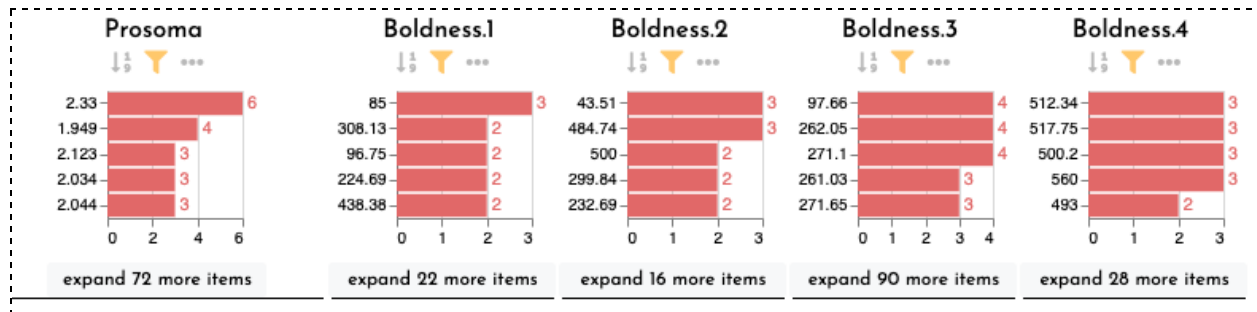 Prosoma Boldness.1 Boldness.2 Boldness.3 Boldness.4
2.33 6 85 3 43.51 3 97.66 4 512.34 3
1.949 4 308.13 2 484.74 3 262.05 4 517.75 3
2.123 3 96.75 2 500 2 271.1 4 500.2 3
2.034 3 224.69 2 299.84 2 261.03 3 560 3
2.044 3 438.38 2 232.69 2 271.65 3 493 2
0 2 4 6 0 1 2 3 0 1 2 3 0 1 2 3 4 0 1 2 3
expand 72 more items expand 22 more items expand 16 more items expand 90 more items expand 28 more items